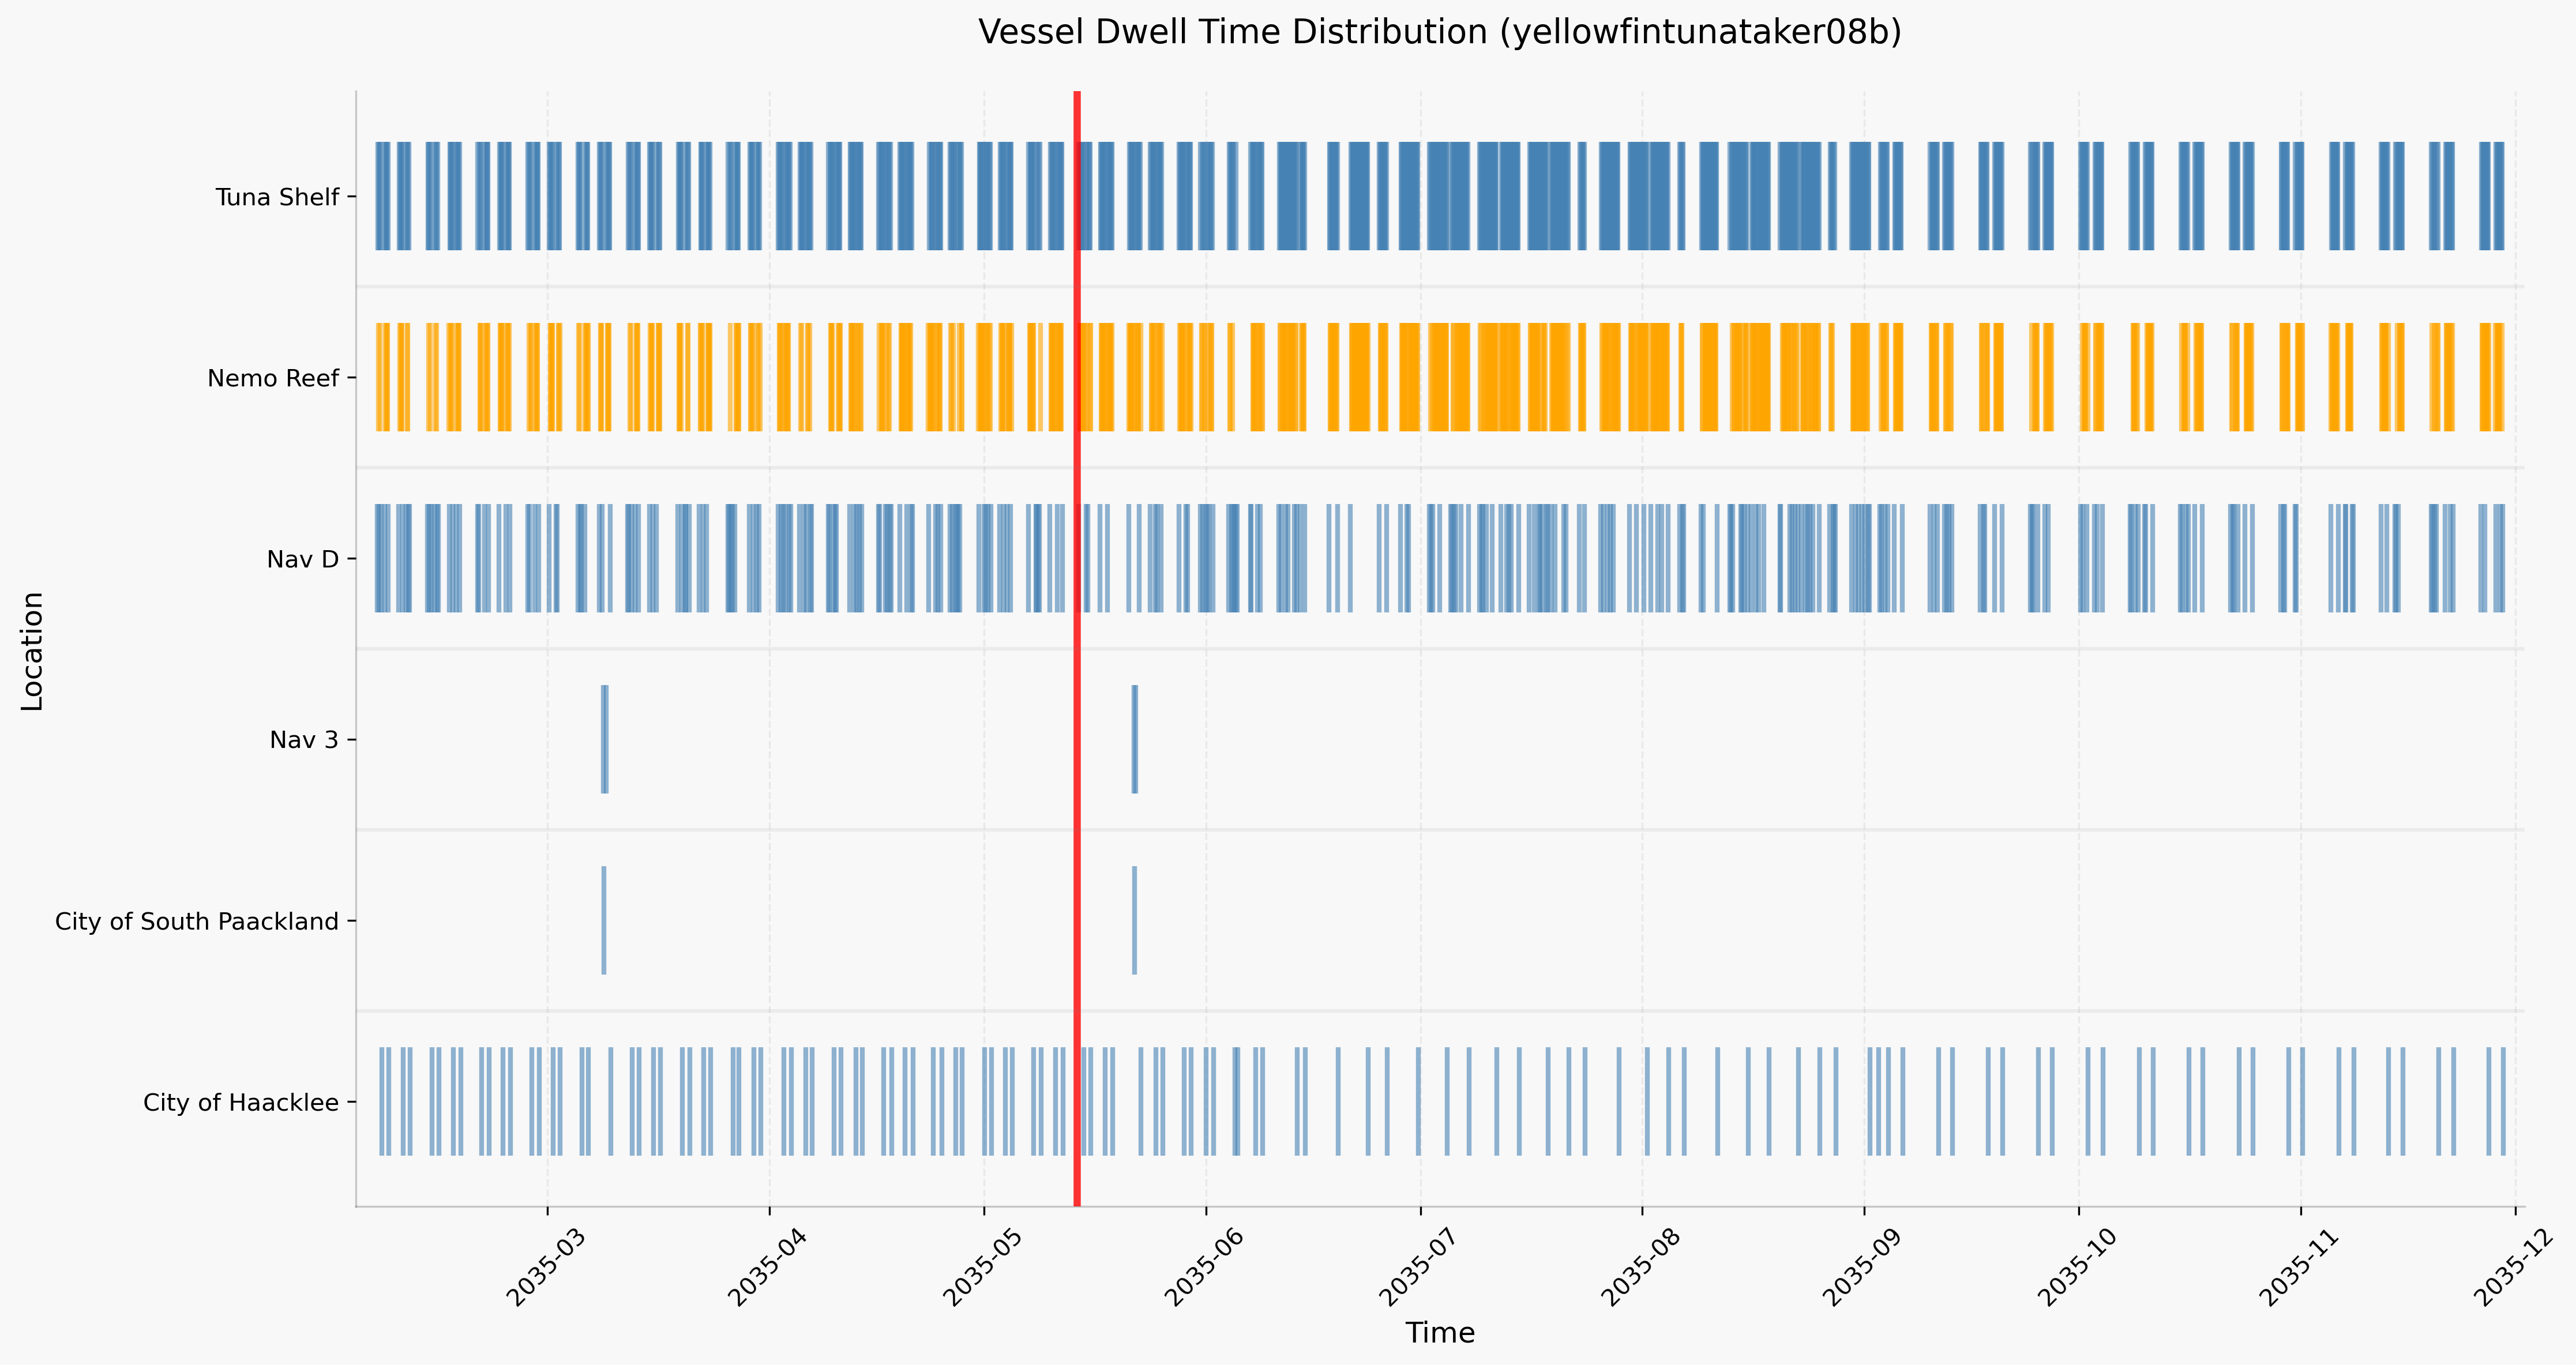 Vessel Dwell Time Distribution (yellowfintunataker08b)
Tuna Shelf
Nemo Reef
Nav D
Nav 3
City of South Paackland
City of Haacklee
Location
2035-03
2035-04
2035-05
2035-06
2035-07
2035-08
2035-09
2035-10
2035-11
2035-12
Time